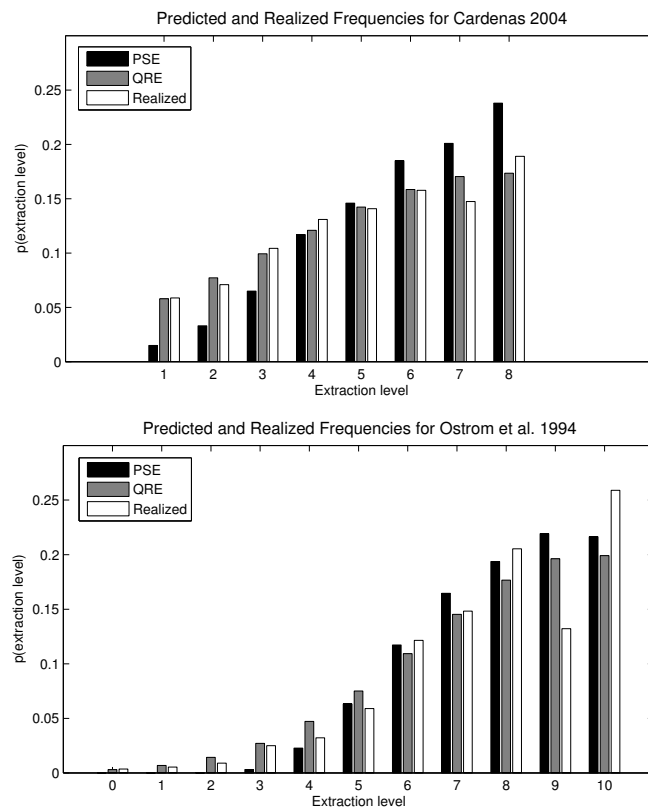 Predicted and Realized Frequencies for Cardenas 2004
PSE
QRE
Realized
0.25
0.2
0.15
0.1
0.05
0
p(extraction level)
1 2 3 4 5 6 7 8
Extraction level
Predicted and Realized Frequencies for Ostrom et al. 1994
PSE
QRE
Realized
0.25
0.2
0.15
0.1
0.05
0
p(extraction level)
0 1 2 3 4 5 6 7 8 9 10
Extraction level